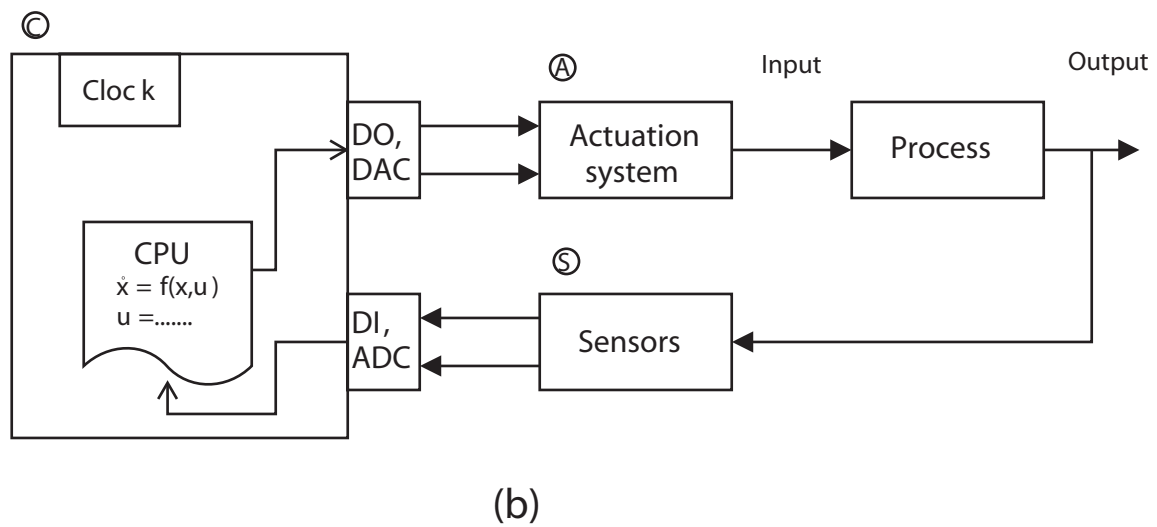 C
Cloc k
A
Input
Output
DO,
DAC
Actuation
system
Process
CPU
ẋ = f(x,u )
u =.......
S
DI,
ADC
Sensors
(b)